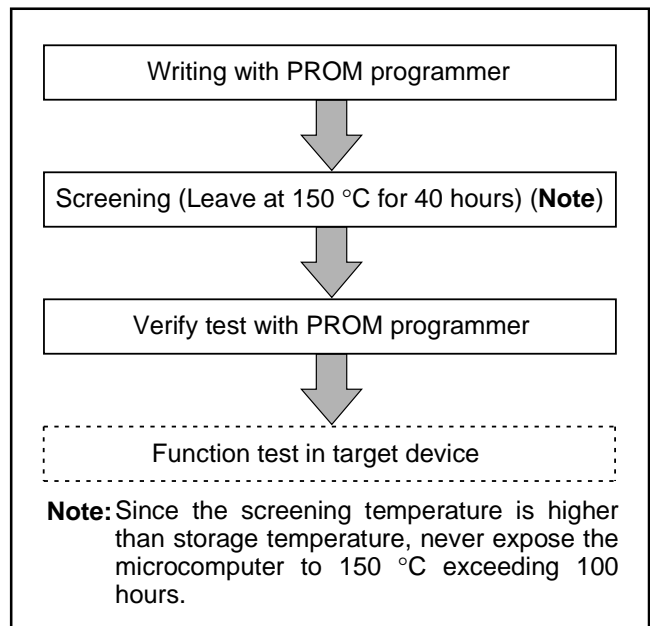 Writing with PROM programmer
Screening (Leave at 150 °C for 40 hours) (Note)
Verify test with PROM programmer
Function test in target device
Note: Since the screening temperature is higher
than storage temperature, never expose the
microcomputer to 150 °C exceeding 100
hours.